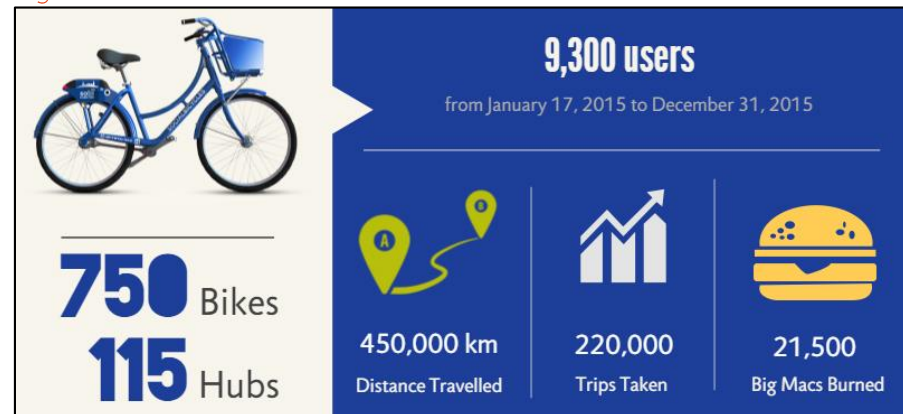 750 Bikes
115 Hubs
9,300 users
from January 17, 2015 to December 31, 2015
A
B
450,000 km
Distance Travelled
220,000
Trips Taken
21,500
Big Macs Burned